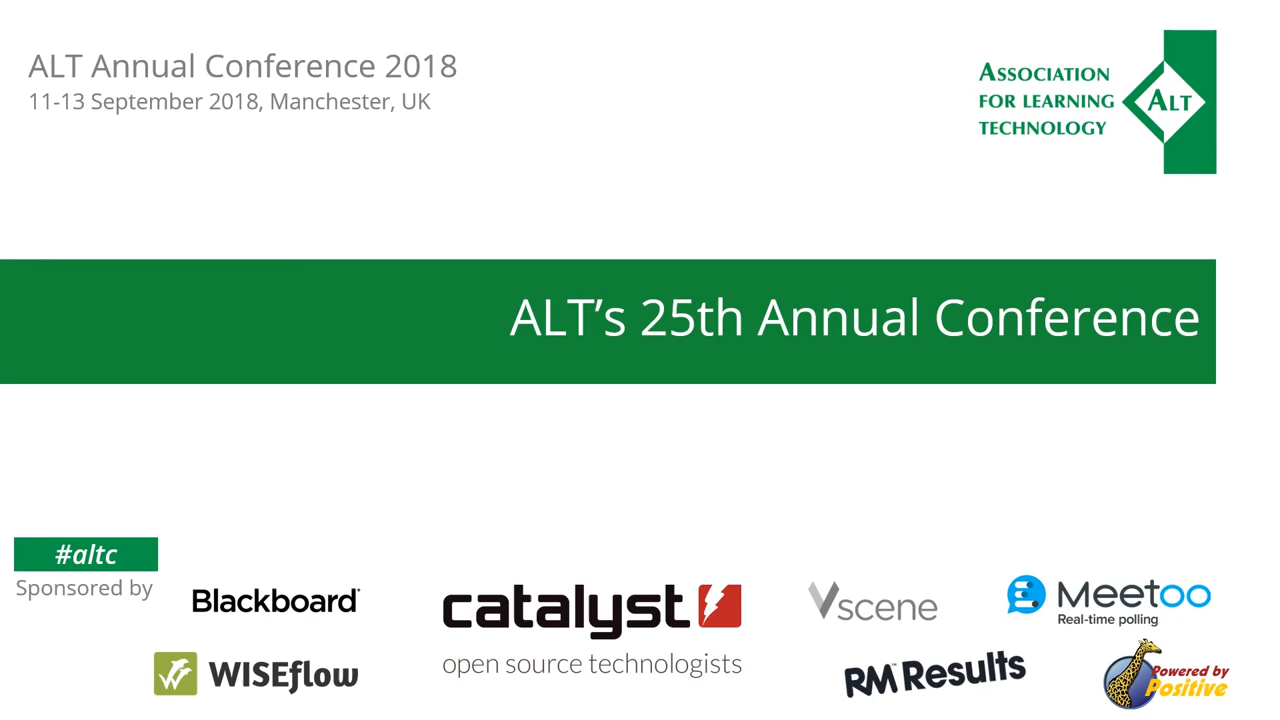 ALT Annual Conference 2018
11-13 September 2018, Manchester, UK
ASSOCIATION
FOR LEARNING
TECHNOLOGY
ALT
ALT’s 25th Annual Conference
#altc
Sponsored by
Blackboard
catalyst
open source technologists
Vscene
Meetoo
Real-time polling
WISEflow
RM Results
Powered by
Positive